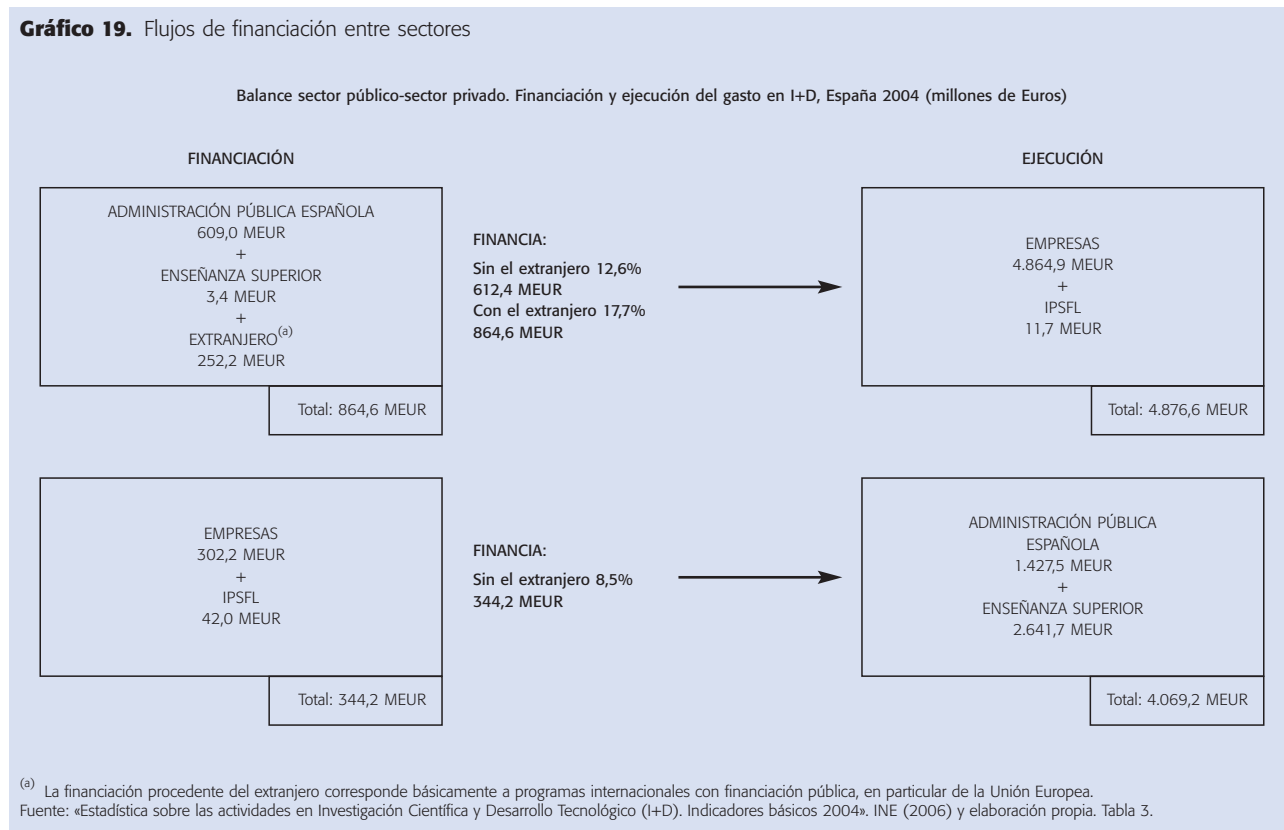 Gráfico 19. Flujos de financiación entre sectores
Balance sector público-sector privado. Financiación y ejecución del gasto en I+D, España 2004 (millones de Euros)
FINANCIACIÓN
EJECUCIÓN
ADMINISTRACIÓN PÚBLICA ESPAÑOLA
609,0 MEUR
+
ENSEÑANZA SUPERIOR
3,4 MEUR
+
EXTRANJERO(a)
252,2 MEUR
Total: 864,6 MEUR
FINANCIA:
Sin el extranjero 12,6%
612,4 MEUR
Con el extranjero 17,7%
864,6 MEUR
EMPRESAS
4.864,9 MEUR
+
IPSFL
11,7 MEUR
Total: 4.876,6 MEUR
EMPRESAS
302,2 MEUR
+
IPSFL
42,0 MEUR
Total: 344,2 MEUR
FINANCIA:
Sin el extranjero 8,5%
344,2 MEUR
ADMINISTRACIÓN PÚBLICA
ESPAÑOLA
1.427,5 MEUR
+
ENSEÑANZA SUPERIOR
2.641,7 MEUR
Total: 4.069,2 MEUR
(a) La financiación procedente del extranjero corresponde básicamente a programas internacionales con financiación pública, en particular de la Unión Europea.
Fuente: «Estadística sobre las actividades en Investigación Científica y Desarrollo Tecnológico (I+D). Indicadores básicos 2004». INE (2006) y elaboración propia. Tabla 3.